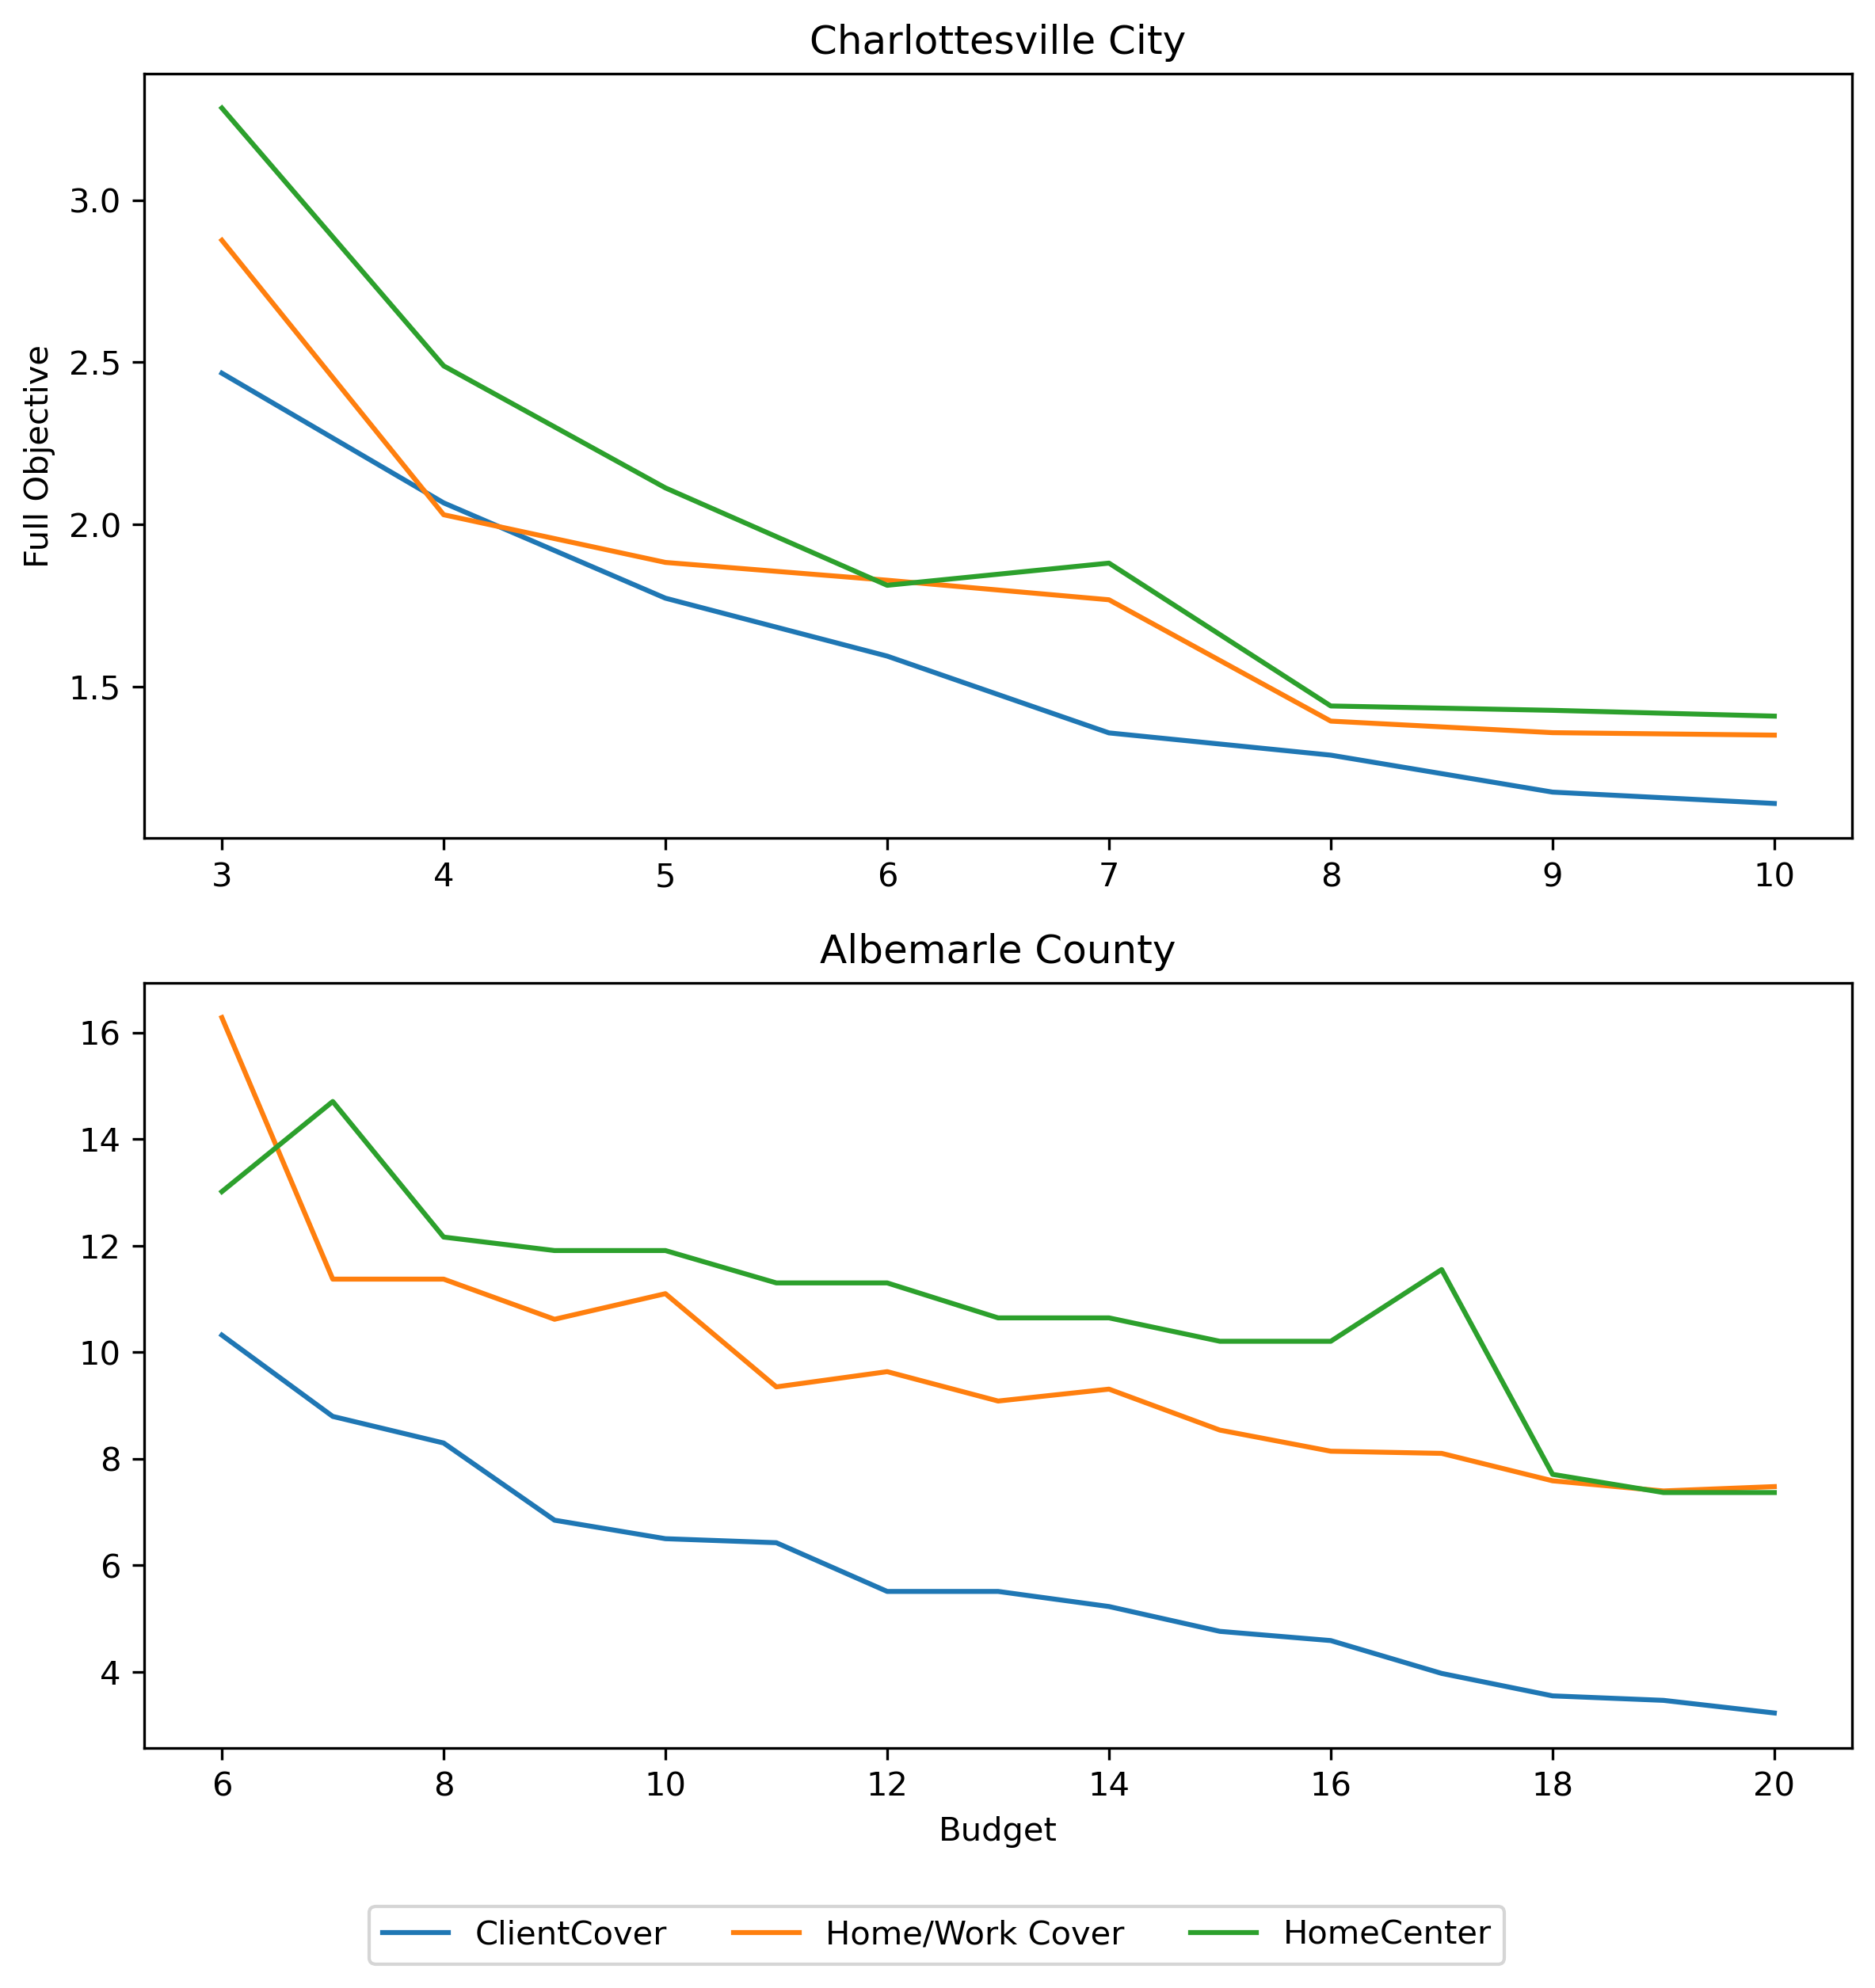 Charlottesville City
Full Objective
3.0
2.5
2.0
1.5
3 4 5 6 7 8 9 10
Albemarle County
16
14
12
10
8
6
4
6 8 10 12 14 16 18 20
Budget
ClientCover Home/Work Cover HomeCenter